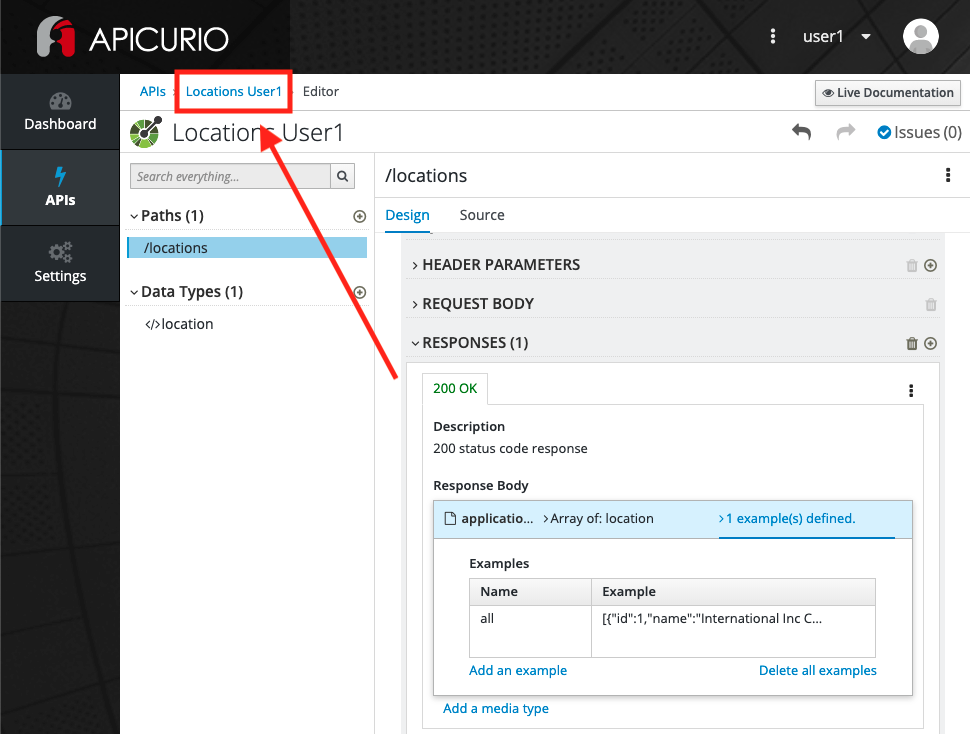 APICURIO
user1
Dashboard
APIs
Settings
APIs Locations User1 Editor
Live Documentation
Locations User1
Issues (0)
Search everything...
Paths (1)
/locations
Data Types (1)
</>location
/locations
Design Source
HEADER PARAMETERS
REQUEST BODY
RESPONSES (1)
200 OK
Description
200 status code response
Response Body
applicatio... Array of: location 1 example(s) defined.
Examples
Name Example
all [{"id":1,"name":"International Inc C...
Add an example Delete all examples
Add a media type